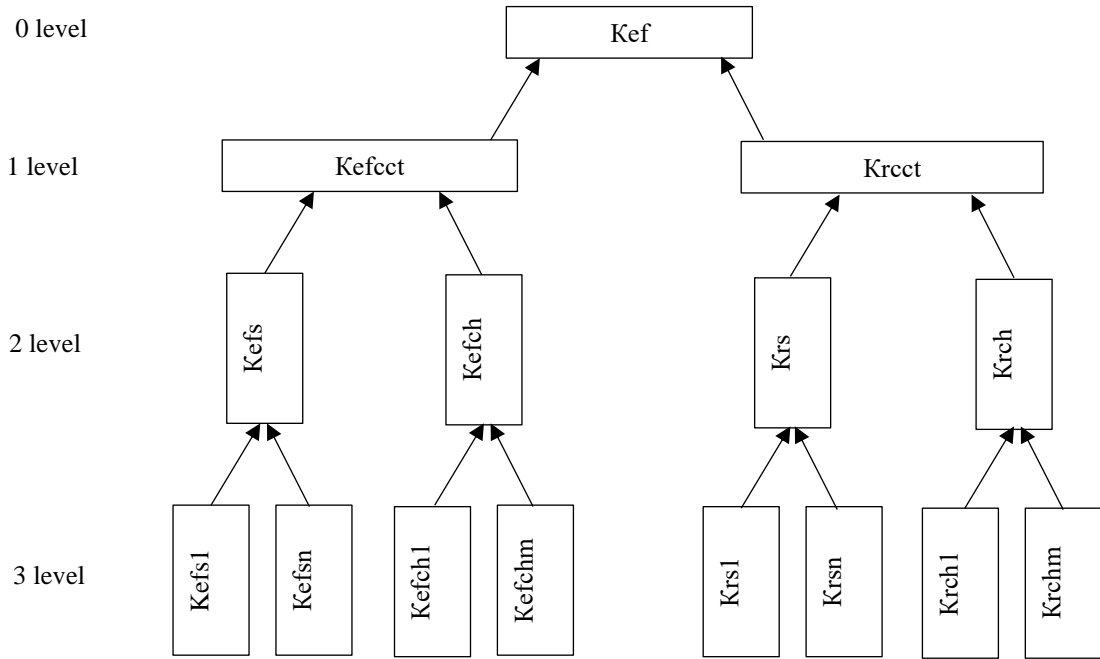 0 level
Kef
1 level
Kefcct
Krcct
2 level
Kefs
Kefch
Krs
Krch
3 level
Kefs1
Kefsn
Kefch1
Kefchm
Krs1
Krsn
Krch1
Krchm